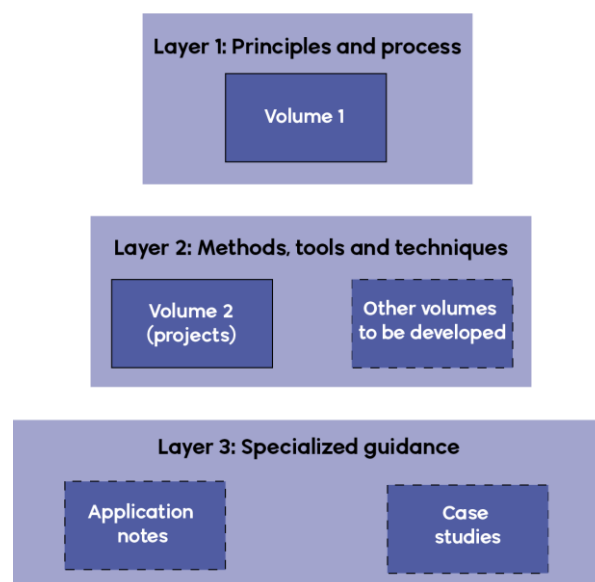 Layer 1: Principles and process
Volume 1
Layer 2: Methods, tools and techniques
Volume 2
(projects)
Other volumes
to be developed
Layer 3: Specialized guidance
Application
notes
Case
studies